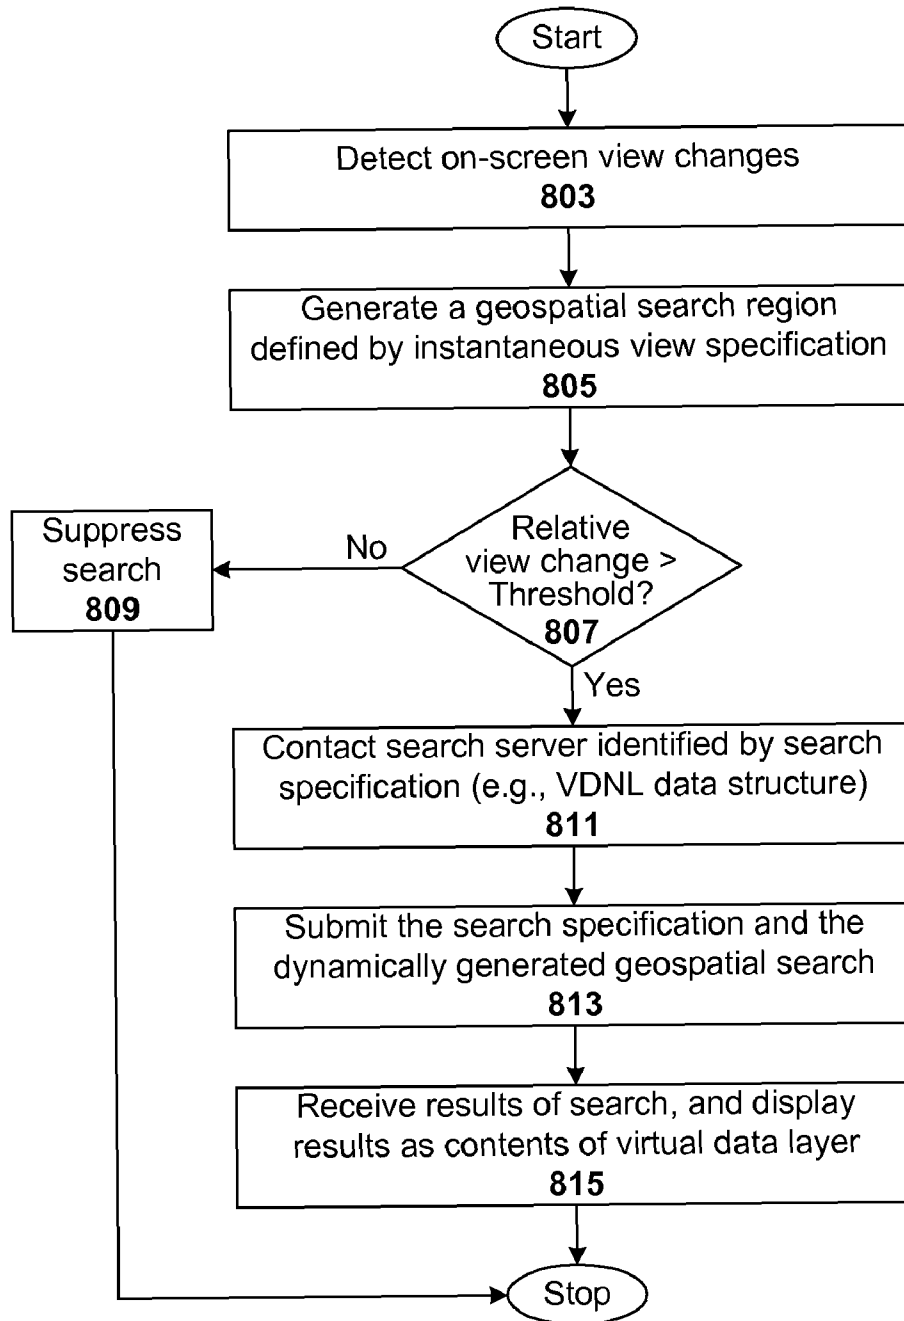 Start
Detect on-screen view changes
803
Generate a geospatial search region
defined by instantaneous view specification
805
Relative
view change >
Threshold?
807
No
Suppress
search
809
Yes
Contact search server identified by search
specification (e.g., VDNL data structure)
811
Submit the search specification and the
dynamically generated geospatial search
813
Receive results of search, and display
results as contents of virtual data layer
815
Stop